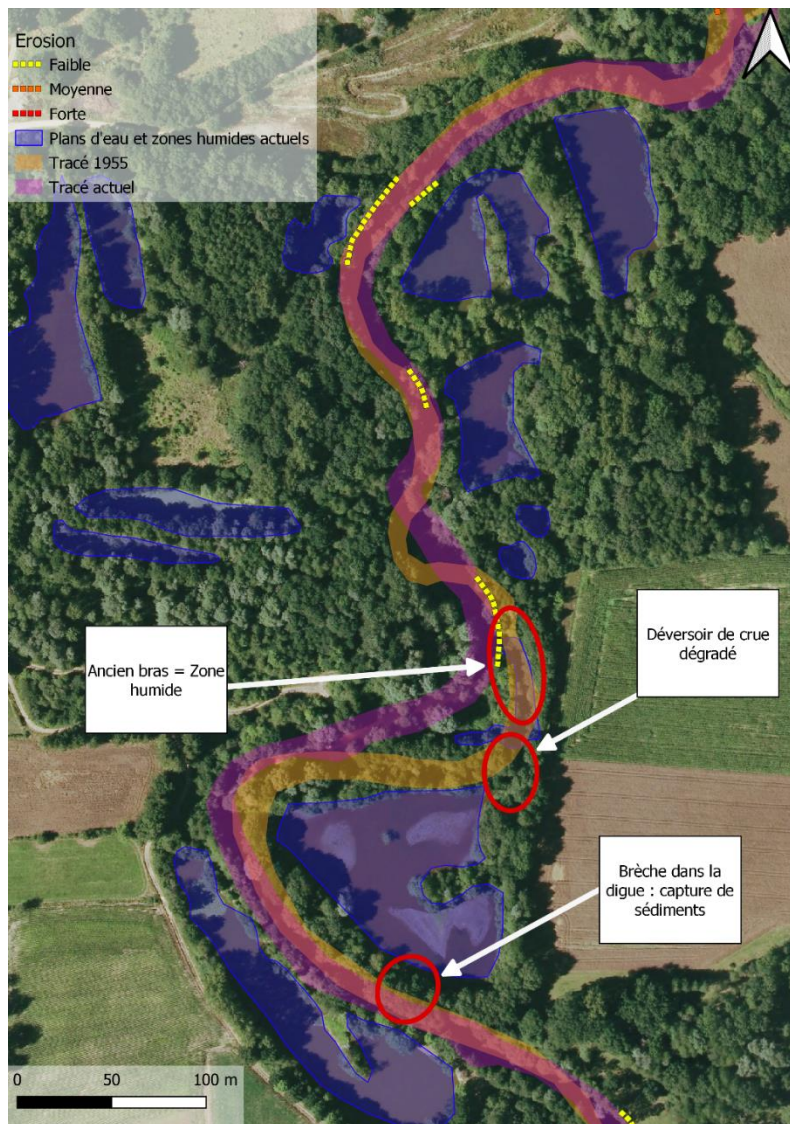 Erosion
Faible
Moyenne
Forte
Plans d'eau et zones humides actuels
Tracé 1955
Tracé actuel
Ancien bras = Zone
humide
Déversoir de crue
dégradé
Brèche dans la
digue : capture de
sédiments
0 50 100 m